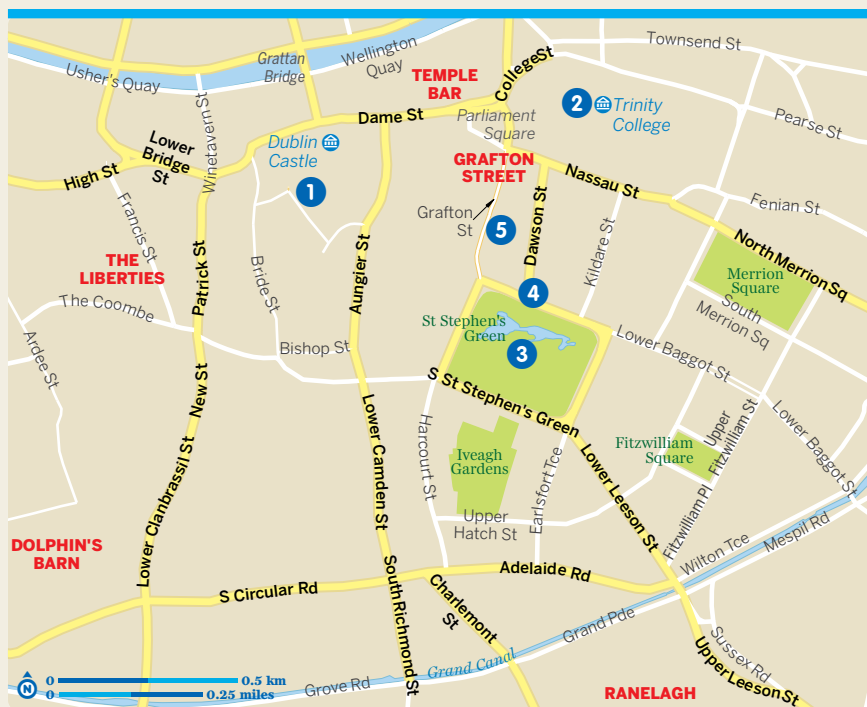 Townsend St
College St
Wellington
Quay
Grattan
Bridge
Usher's Quay
TEMPLE
BAR
2
Trinity
College
Pearse St
Winetavern St
Dame St
Parliament
Square
Lower
Bridge
St
Dublin
Castle
High St
GRAFTON
STREET
Nassau St
1
Francis St
Grafton
St
Dawson St
Kildare St
Fenian St
5
North Merrion Sq
THE
LIBERTIES
Patrick St
Bride St
Aungier St
Merrion
Square
South
Merrion Sq
The Coombe
4
St Stephen's
Green
3
Ardee St
Bishop St
Lower Baggot St
S St Stephen's Green
New St
Lower Camden St
Harcourt St
Iveagh
Gardens
Earlsfort Tce
Fitzwilliam
Square
Upper
Fitzwilliam St
Lower Baggot St
Lower Clanbrassil St
Lower Leeson St
Fitzwilliam Pl
Upper
Hatch St
Wilton Tce
Mespil Rd
DOLPHIN'S
BARN
S Circular Rd
Adelaide Rd
Charlemont
St
South Richmond St
Grand Pde
Sussex Rd
Grand Canal
Upper Leeson St
Grove Rd
RANELAGH
N
0 0.5 km
0 0.25 miles